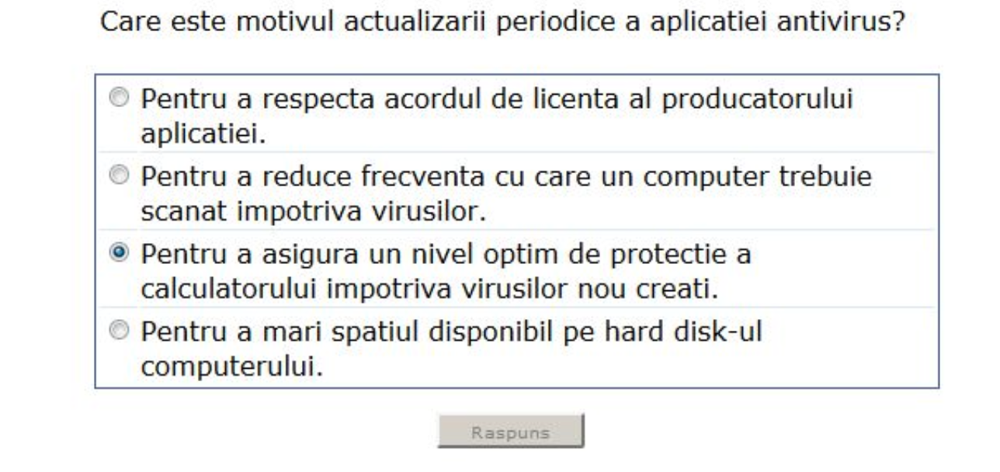 Care este motivul actualizarii periodice a aplicatiei antivirus?
Pentru a respecta acordul de licenta al producatorului
aplicatiei.
Pentru a reduce frecventa cu care un computer trebuie
scanat impotriva virusilor.
Pentru a asigura un nivel optim de protectie a
calculatorului impotriva virusilor nou creati.
Pentru a mari spatiul disponibil pe hard disk-ul
computerului.
Raspuns